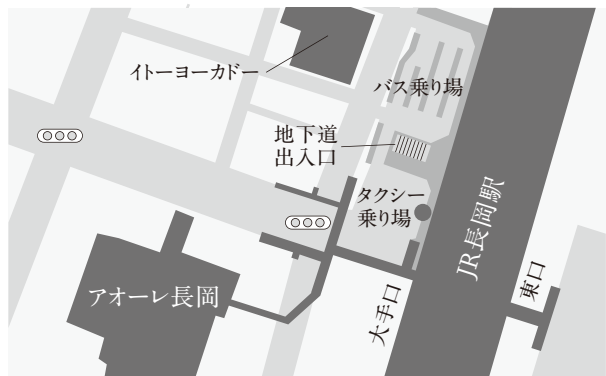 イトーヨーカドー
バス乗り場
地下道
出入口
タクシー
乗り場
JR長岡駅
アオーレ長岡
大手口
東口